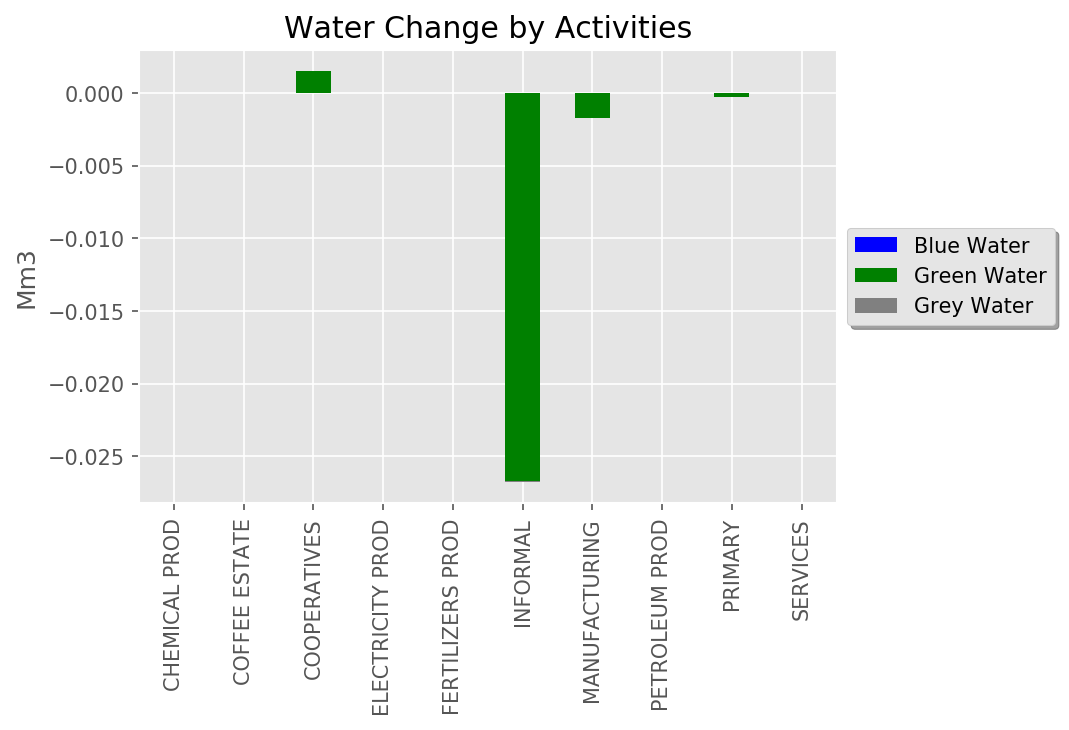 Water Change by Activities
0.000
−0.005
−0.010
−0.015
−0.020
−0.025
Mm3
Blue Water
Green Water
Grey Water
CHEMICAL PROD
COFFEE ESTATE
COOPERATIVES
ELECTRICITY PROD
FERTILIZERS PROD
INFORMAL
MANUFACTURING
PETROLEUM PROD
PRIMARY
SERVICES